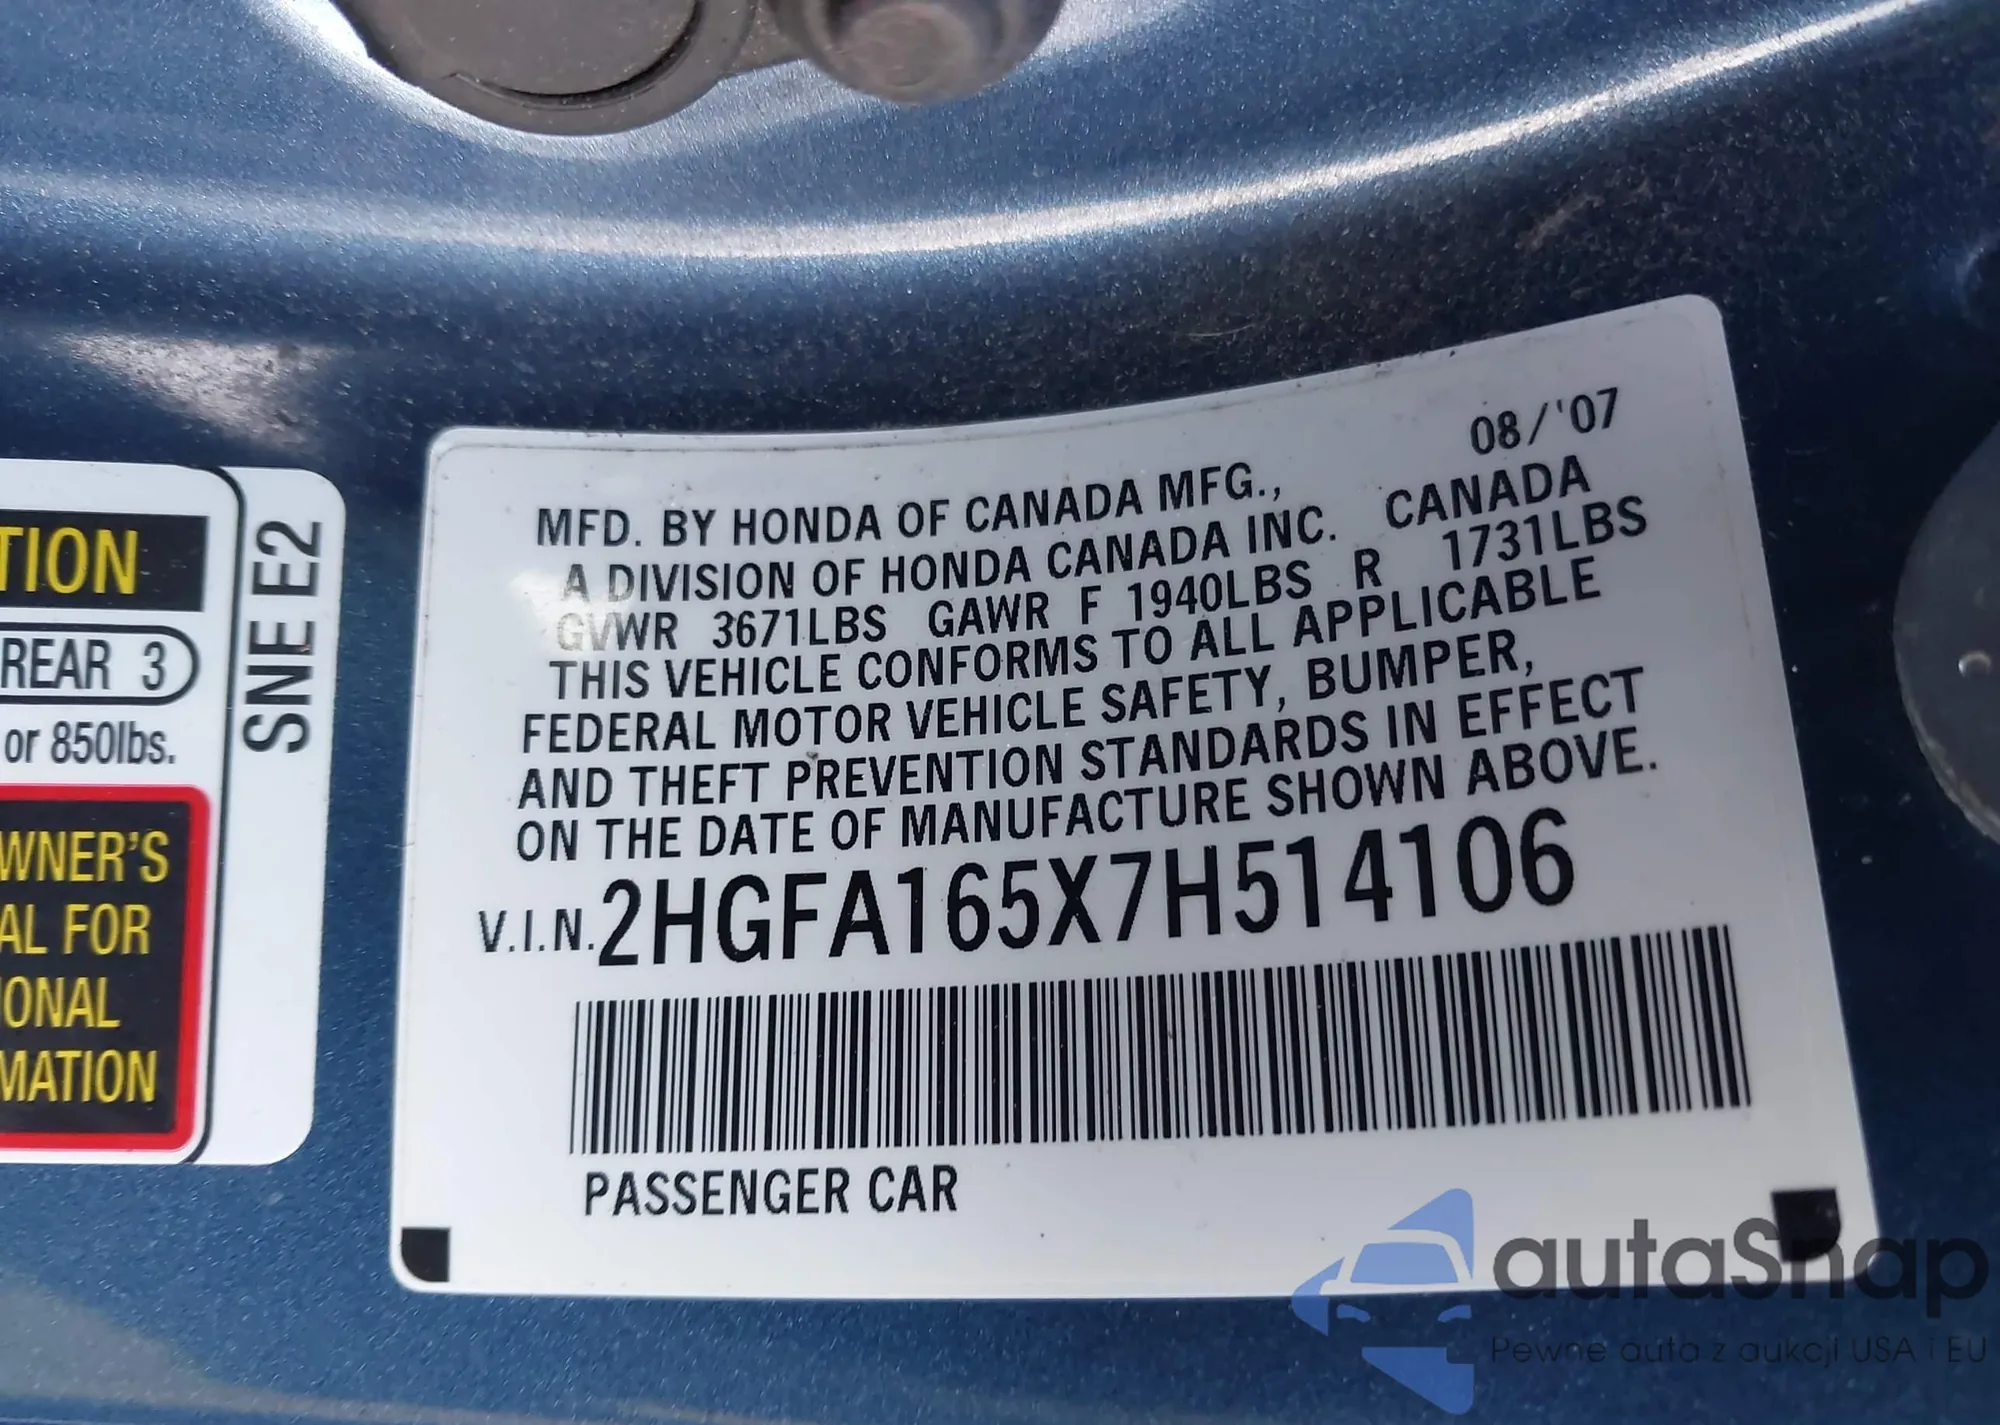 TION
REAR 3
or 850lbs.
WNER'S
AL FOR
IONAL
MATION
SNE E2
08/'07
MFD. BY HONDA OF CANADA MFG.,
A DIVISION OF HONDA CANADA INC. CANADA
GVWR 3671LBS GAWR F 1940LBS R 1731LBS
THIS VEHICLE CONFORMS TO ALL APPLICABLE
FEDERAL MOTOR VEHICLE SAFETY, BUMPER,
AND THEFT PREVENTION STANDARDS IN EFFECT
ON THE DATE OF MANUFACTURE SHOWN ABOVE.
V.I.N. 2HGFA165X7H514106
PASSENGER CAR
autaSnap
Pewne auta z aukcji USA i EU